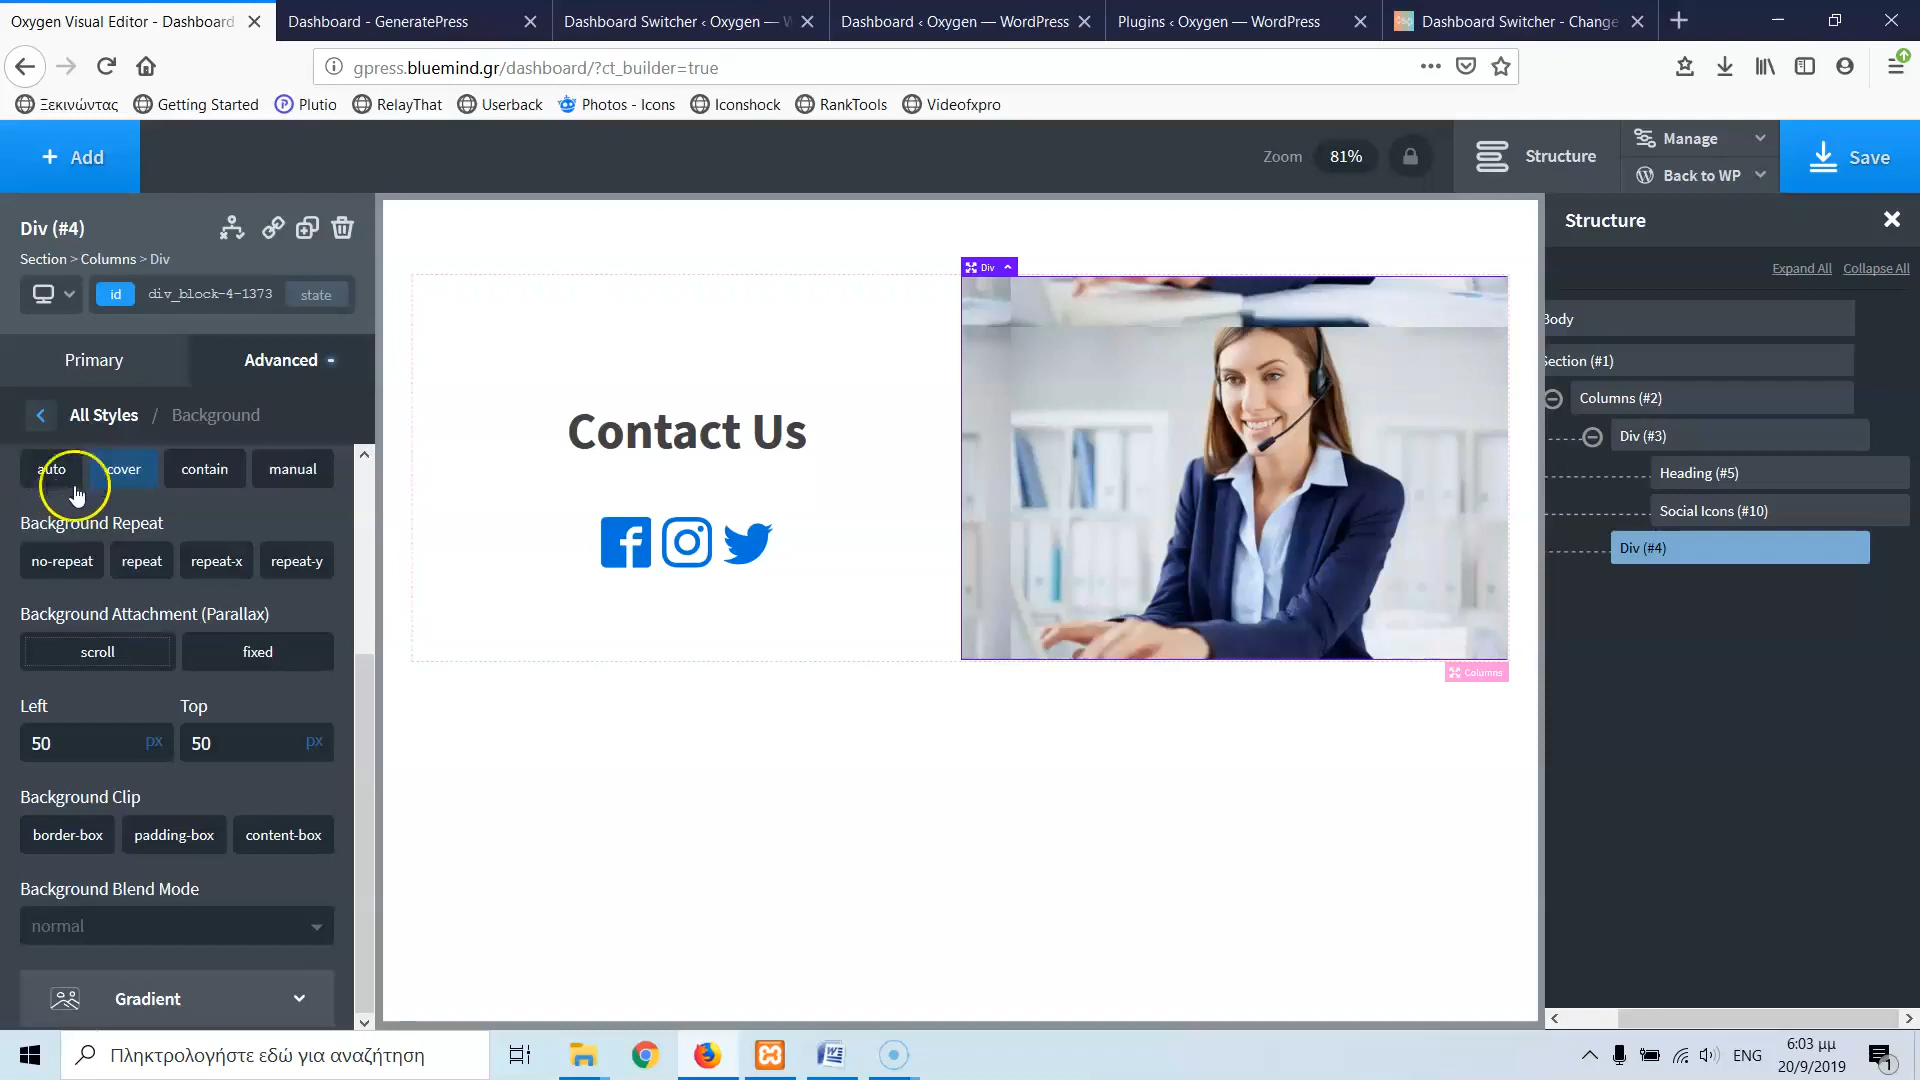 Oxygen Visual Editor - Dashboard
Dashboard - GeneratePress
Dashboard Switcher ‹ Oxygen — W
Dashboard ‹ Oxygen — WordPress
Plugins ‹ Oxygen — WordPress
Dashboard Switcher - Change
gpress.bluemind.gr/dashboard/?ct_builder=true
Ξεκινώντας
Getting Started
Plutio
RelayThat
Userback
Photos - Icons
Iconshock
RankTools
Videofxpro
+ Add
Zoom 81%
Structure
Manage
Back to WP
Save
Div (#4)
Section > Columns > Div
id div_block-4-1373 state
Primary
Advanced
All Styles / Background
auto cover contain manual
Background Repeat
no-repeat repeat repeat-x repeat-y
Background Attachment (Parallax)
scroll fixed
Left Top
50 px 50 px
Background Clip
border-box padding-box content-box
Background Blend Mode
normal
Gradient
Div
Contact Us
Columns
Structure
Expand All Collapse All
Body
Section (#1)
Columns (#2)
Div (#3)
Heading (#5)
Social Icons (#10)
Div (#4)
Πληκτρολογήστε εδώ για αναζήτηση
ENG
6:03 μμ
20/9/2019
1